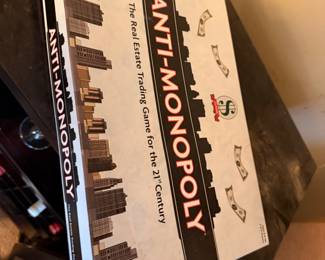 ANTI-MONOPOLY
The Real Estate Trading Game for the 21st Century
ANTI-MONOPOLY